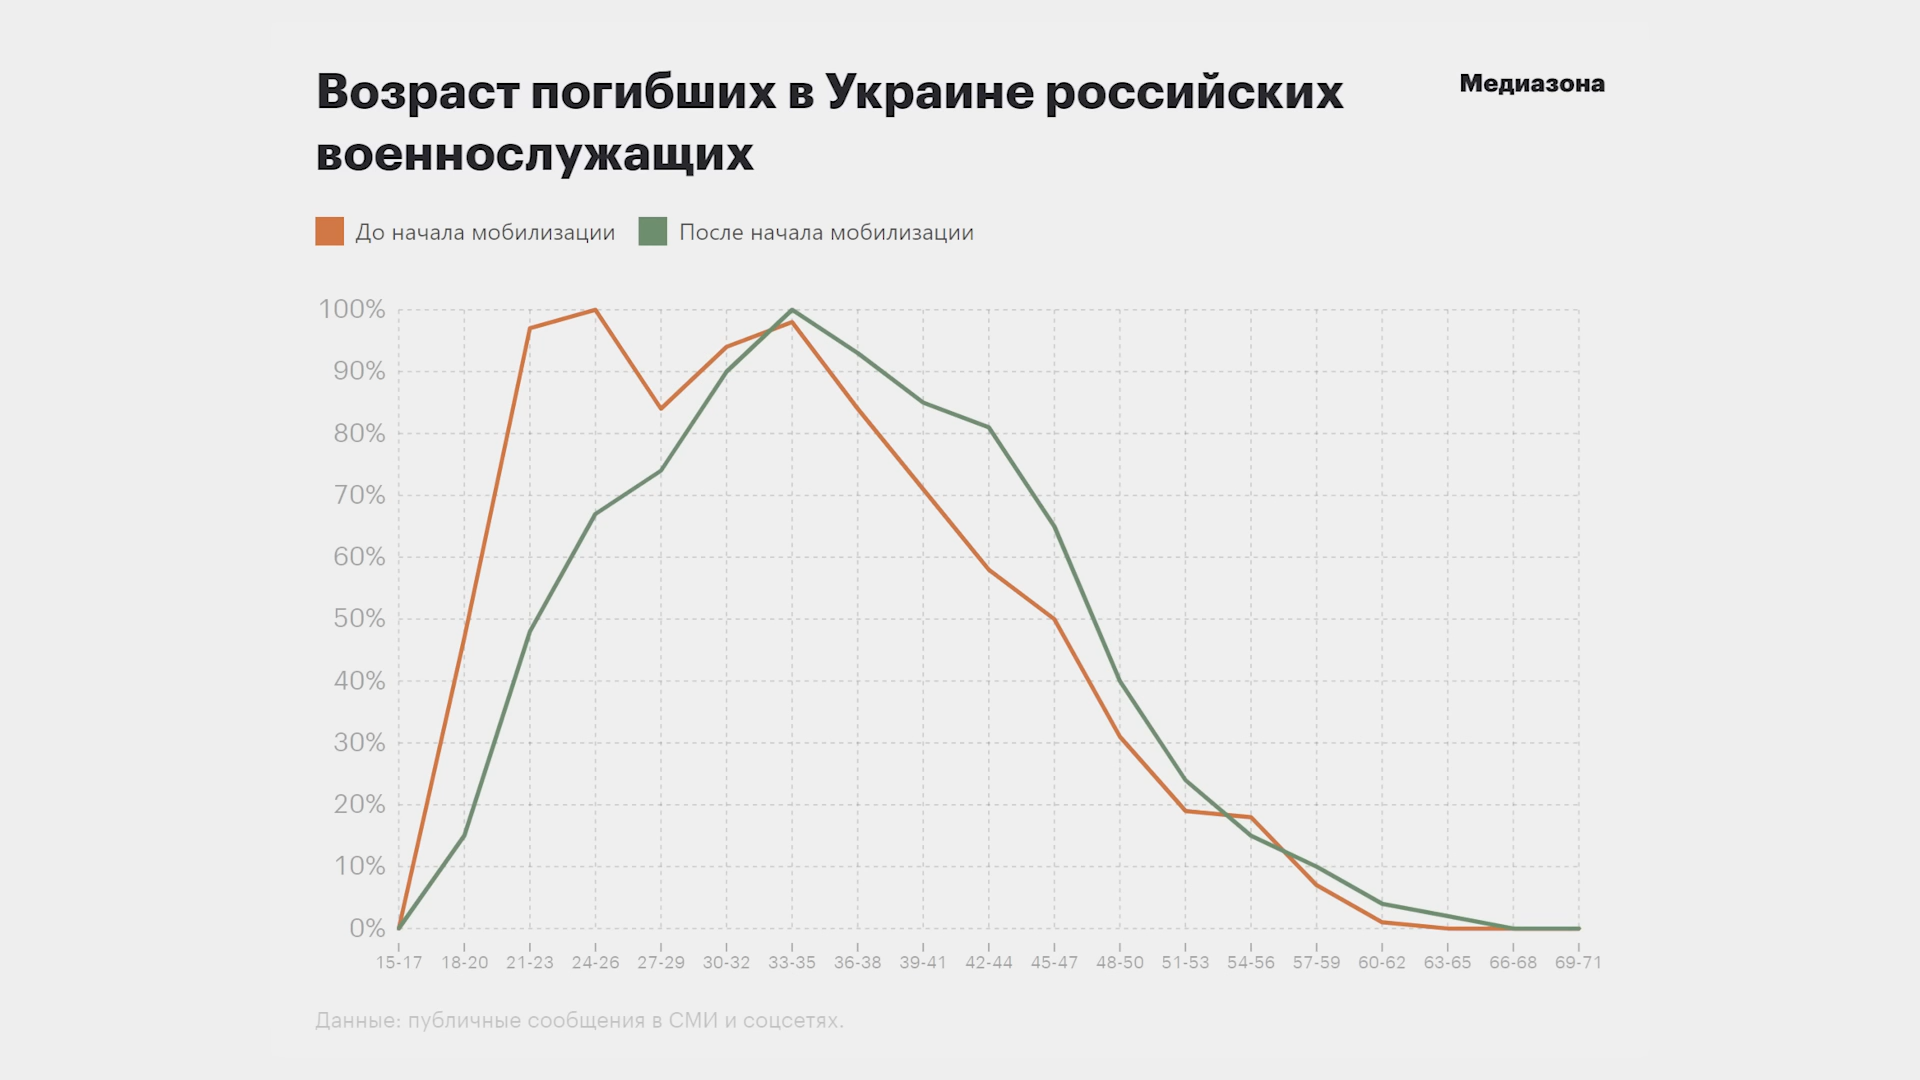 Возраст погибших в Украине российских
военнослужащих
Медиазона
До начала мобилизации
После начала мобилизации
100%
90%
80%
70%
60%
50%
40%
30%
20%
10%
0%
15-17 18-20 21-23 24-26 27-29 30-32 33-35 36-38 39-41 42-44 45-47 48-50 51-53 54-56 57-59 60-62 63-65 66-68 69-71
Данные: публичные сообщения в СМИ и соцсетях.